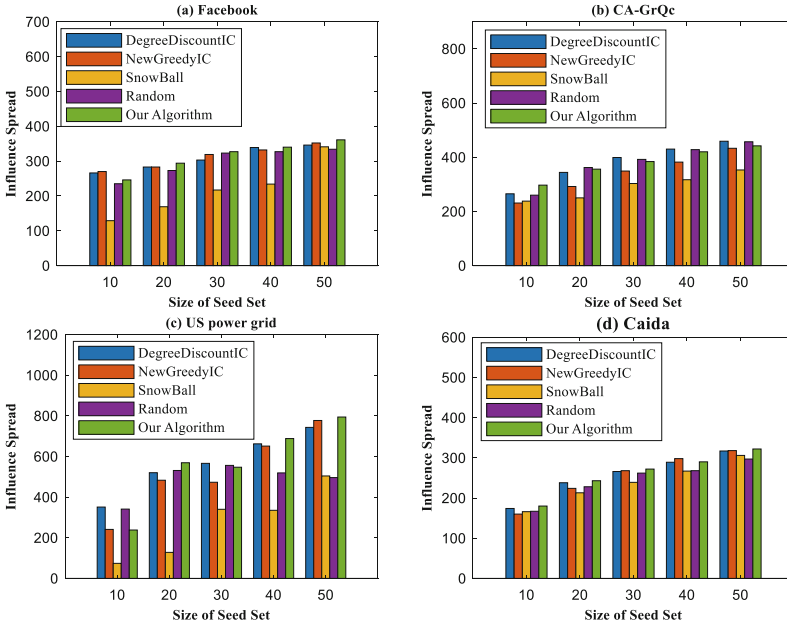 (a) Facebook
700
600
500
400
300
200
100
0
Influence Spread
DegreeDiscountIC
NewGreedyIC
SnowBall
Random
Our Algorithm
10 20 30 40 50
Size of Seed Set
(b) CA-GrQc
800
600
400
200
0
Influence Spread
DegreeDiscountIC
NewGreedyIC
SnowBall
Random
Our Algorithm
10 20 30 40 50
Size of Seed Set
(c) US power grid
1200
1000
800
600
400
200
0
Influence Spread
DegreeDiscountIC
NewGreedyIC
SnowBall
Random
Our Algorithm
10 20 30 40 50
Size of Seed Set
(d) Caida
600
500
400
300
200
100
0
Influence Spread
DegreeDiscountIC
NewGreedyIC
SnowBall
Random
Our Algorithm
10 20 30 40 50
Size of Seed Set